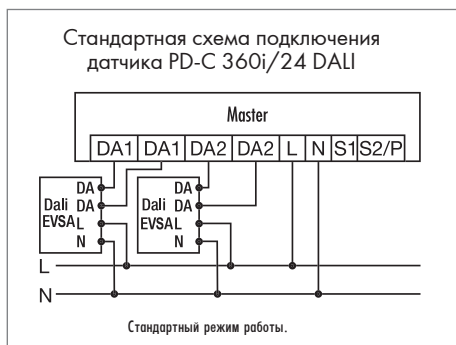 Стандартная схема подключения
датчика PD-C 360i/24 DALI
Master
DA1 DA1 DA2 DA2 L N S1 S2/P
DA DA
Dali DA Dali DA
EVSA L EVSA L
N N
L
N
Стандартный режим работы.